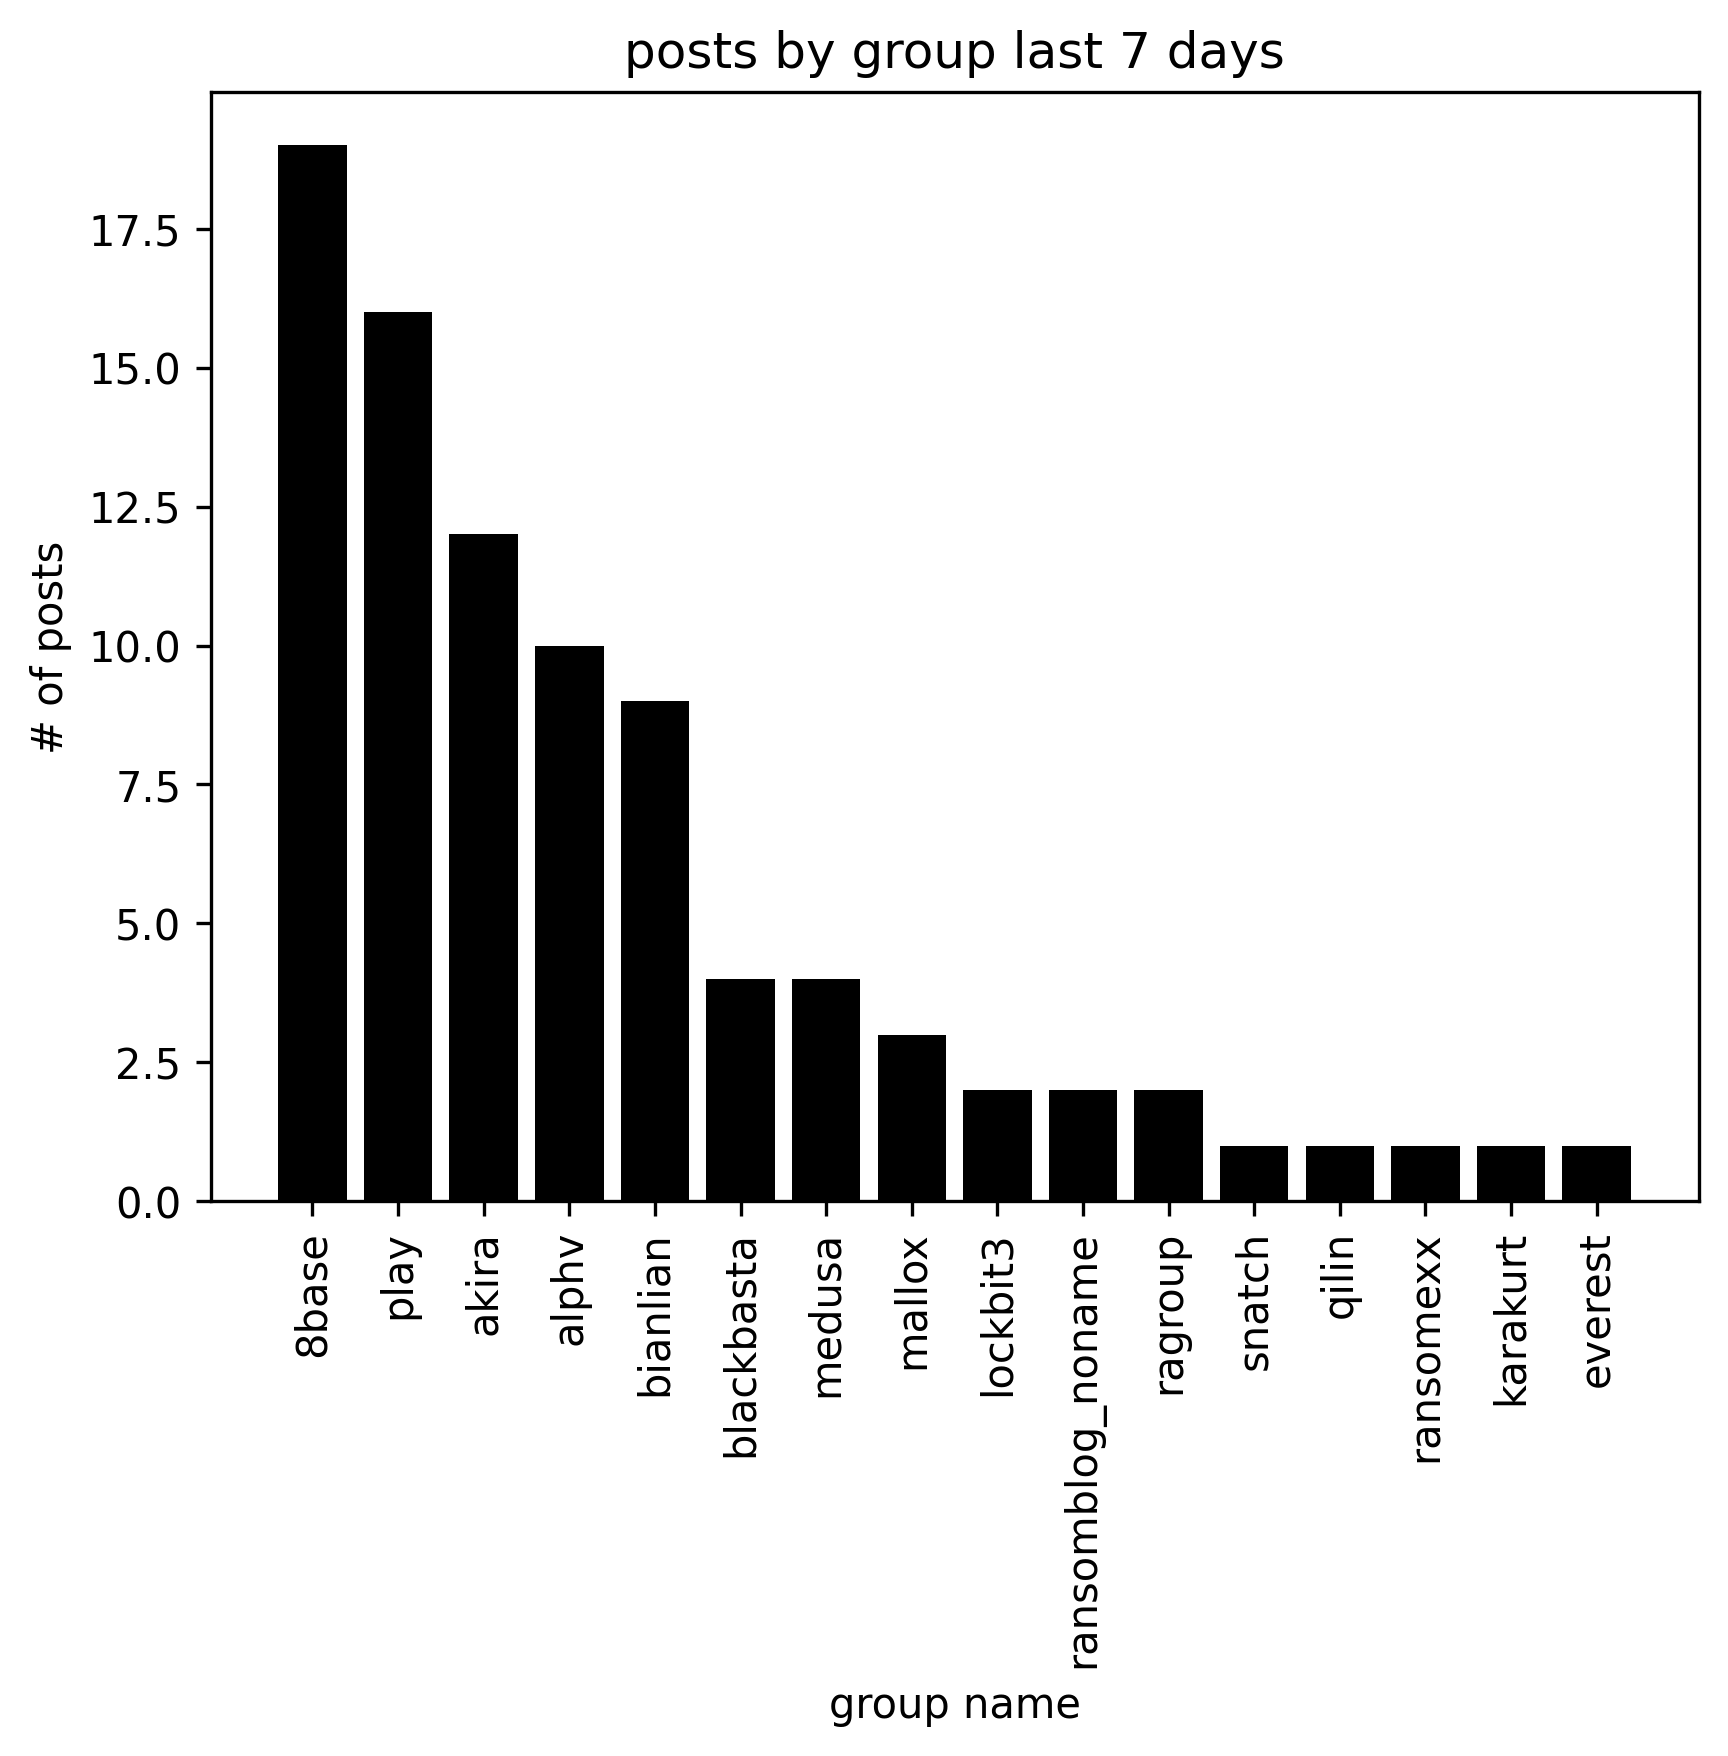 posts by group last 7 days
# of posts
17.5
15.0
12.5
10.0
7.5
5.0
2.5
0.0
8base
play
akira
alphv
bianlian
blackbasta
medusa
mallox
lockbit3
ransomblog_noname
ragroup
snatch
qilin
ransomexx
karakurt
everest
group name